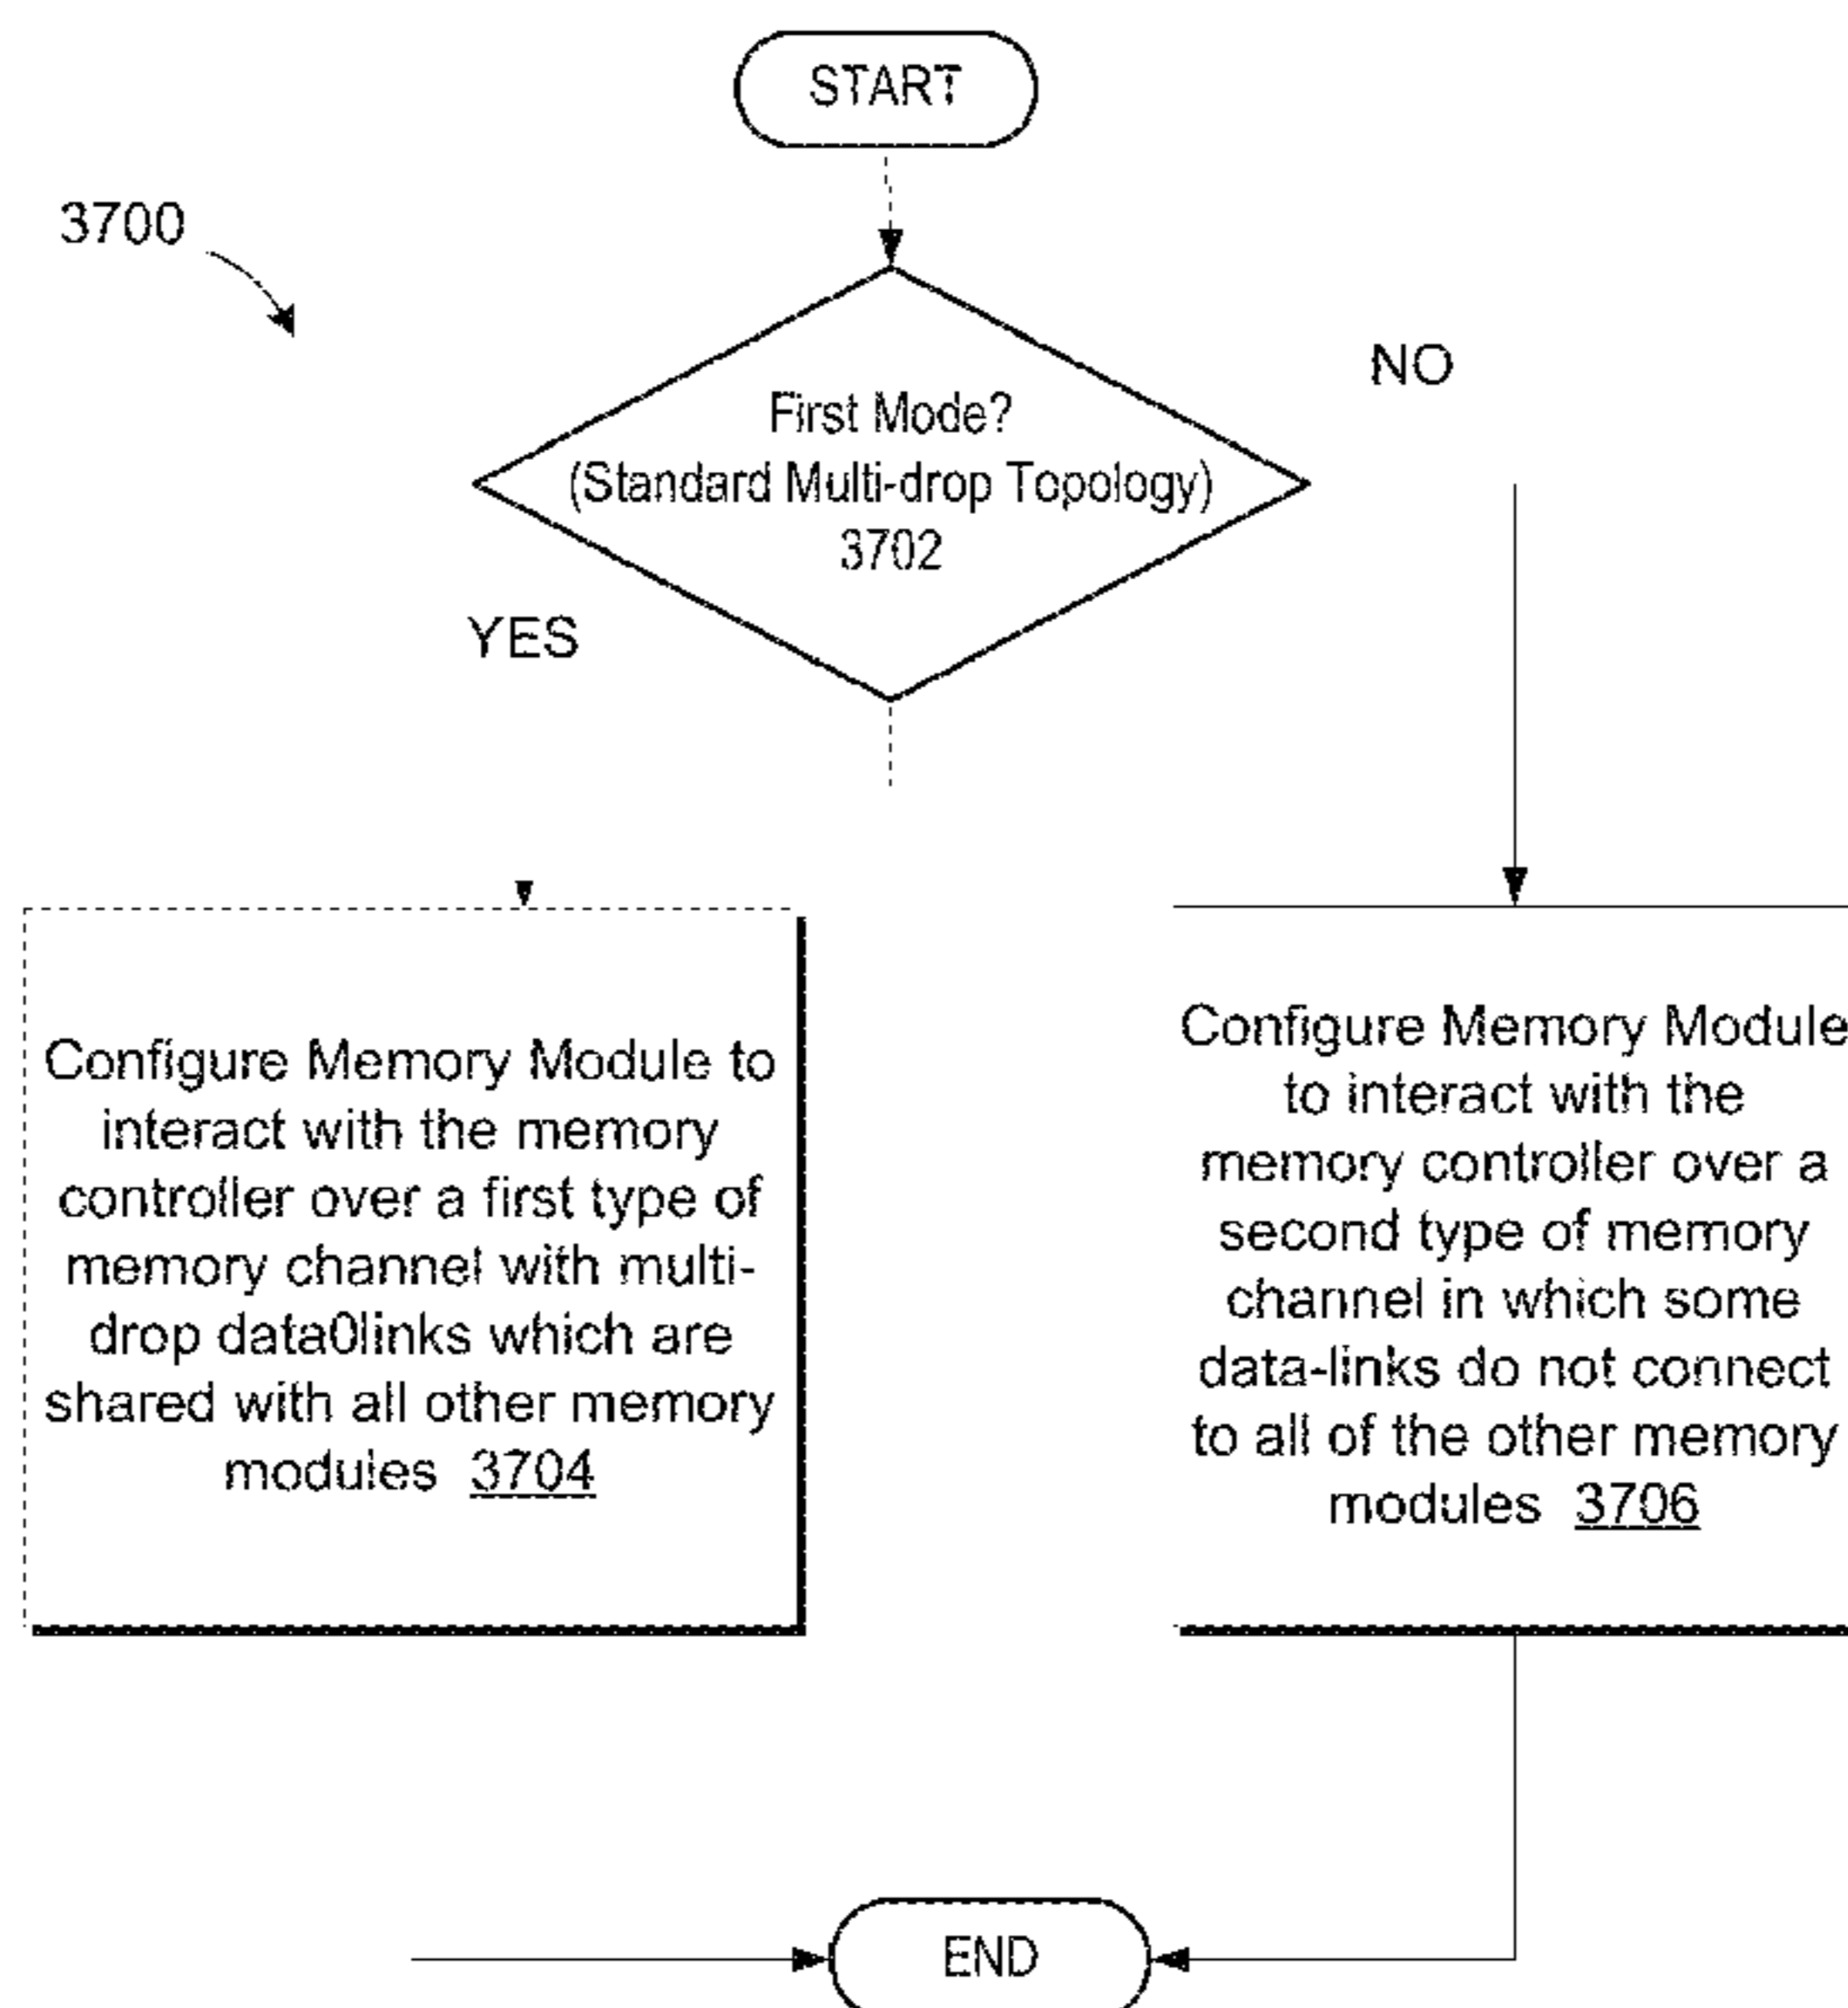 START
3700
NO
First Mode?
(Standard Multi-drop Topology)
3702
YES
Configure Memory Module to
interact with the memory
controller over a first type of
memory channel with multi-
drop data0links which are
shared with all other memory
modules 3704
Configure Memory Module
to interact with the
memory controller over a
second type of memory
channel in which some
data-links do not connect
to all of the other memory
modules 3706
END